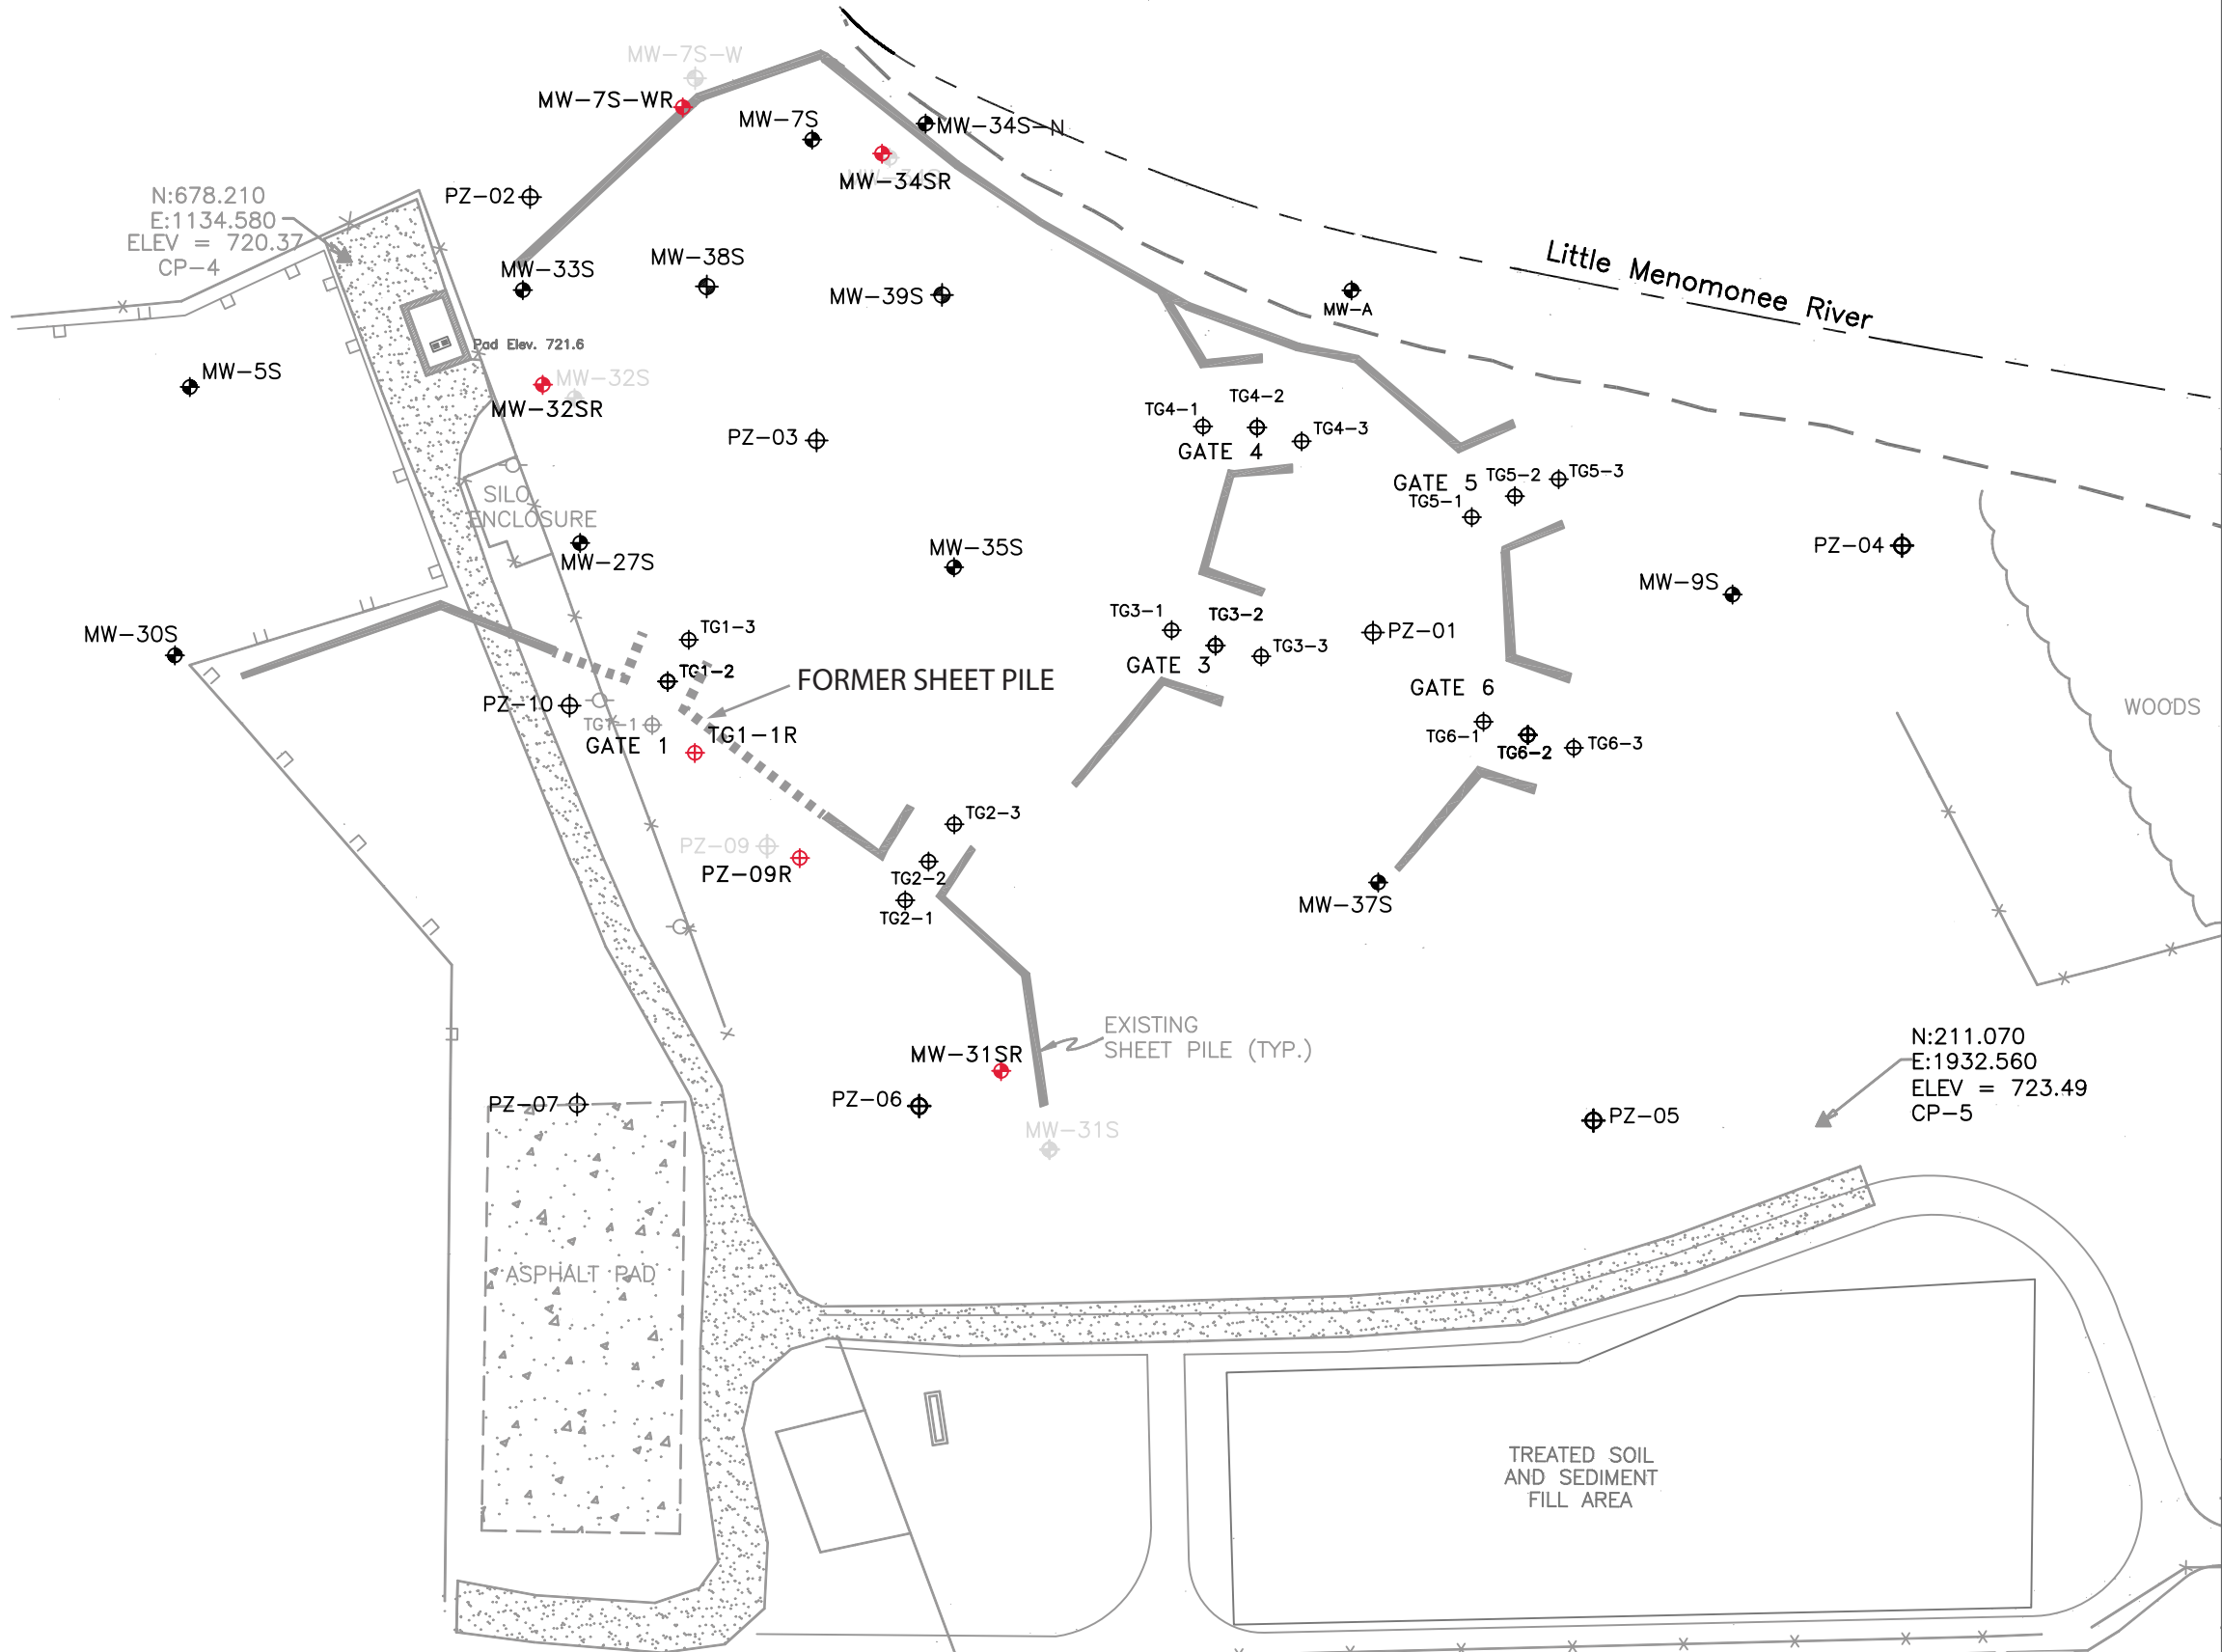 MW-7S-W
MW-7S-WR
MW-7S
MW-34S-N
MW-34SR
N:678.210
E:1134.580
ELEV = 720.37
CP-4
PZ-02
MW-33S
MW-38S
MW-39S
MW-A
Little Menomonee River
Pad Elev. 721.6
MW-5S
MW-32S
MW-32SR
PZ-03
TG4-1
TG4-2
TG4-3
GATE 4
GATE 5
TG5-1
TG5-2
TG5-3
SILO
ENCLOSURE
MW-27S
MW-35S
PZ-04
MW-9S
MW-30S
TG1-3
TG1-2
FORMER SHEET PILE
PZ-10
TG1-1
GATE 1
TG1-1R
TG3-1
TG3-2
TG3-3
GATE 3
PZ-01
GATE 6
TG6-1
TG6-2
TG6-3
WOODS
PZ-09
PZ-09R
TG2-3
TG2-2
TG2-1
MW-37S
EXISTING
SHEET PILE (TYP.)
MW-31SR
PZ-06
MW-31S
PZ-07
PZ-05
N:211.070
E:1932.560
ELEV = 723.49
CP-5
ASPHALT PAD
TREATED SOIL
AND SEDIMENT
FILL AREA